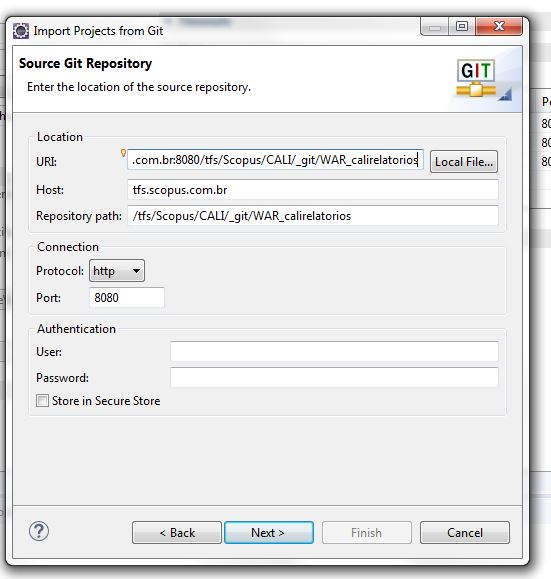 Import Projects from Git
Source Git Repository
Enter the location of the source repository.
GIT
Location
URI: .com.br:8080/tfs/Scopus/CALI/_git/WAR_calirelatorios Local File...
Host: tfs.scopus.com.br
Repository path: /tfs/Scopus/CALI/_git/WAR_calirelatorios
Connection
Protocol: http
Port: 8080
Authentication
User:
Password:
Store in Secure Store
? < Back Next > Finish Cancel